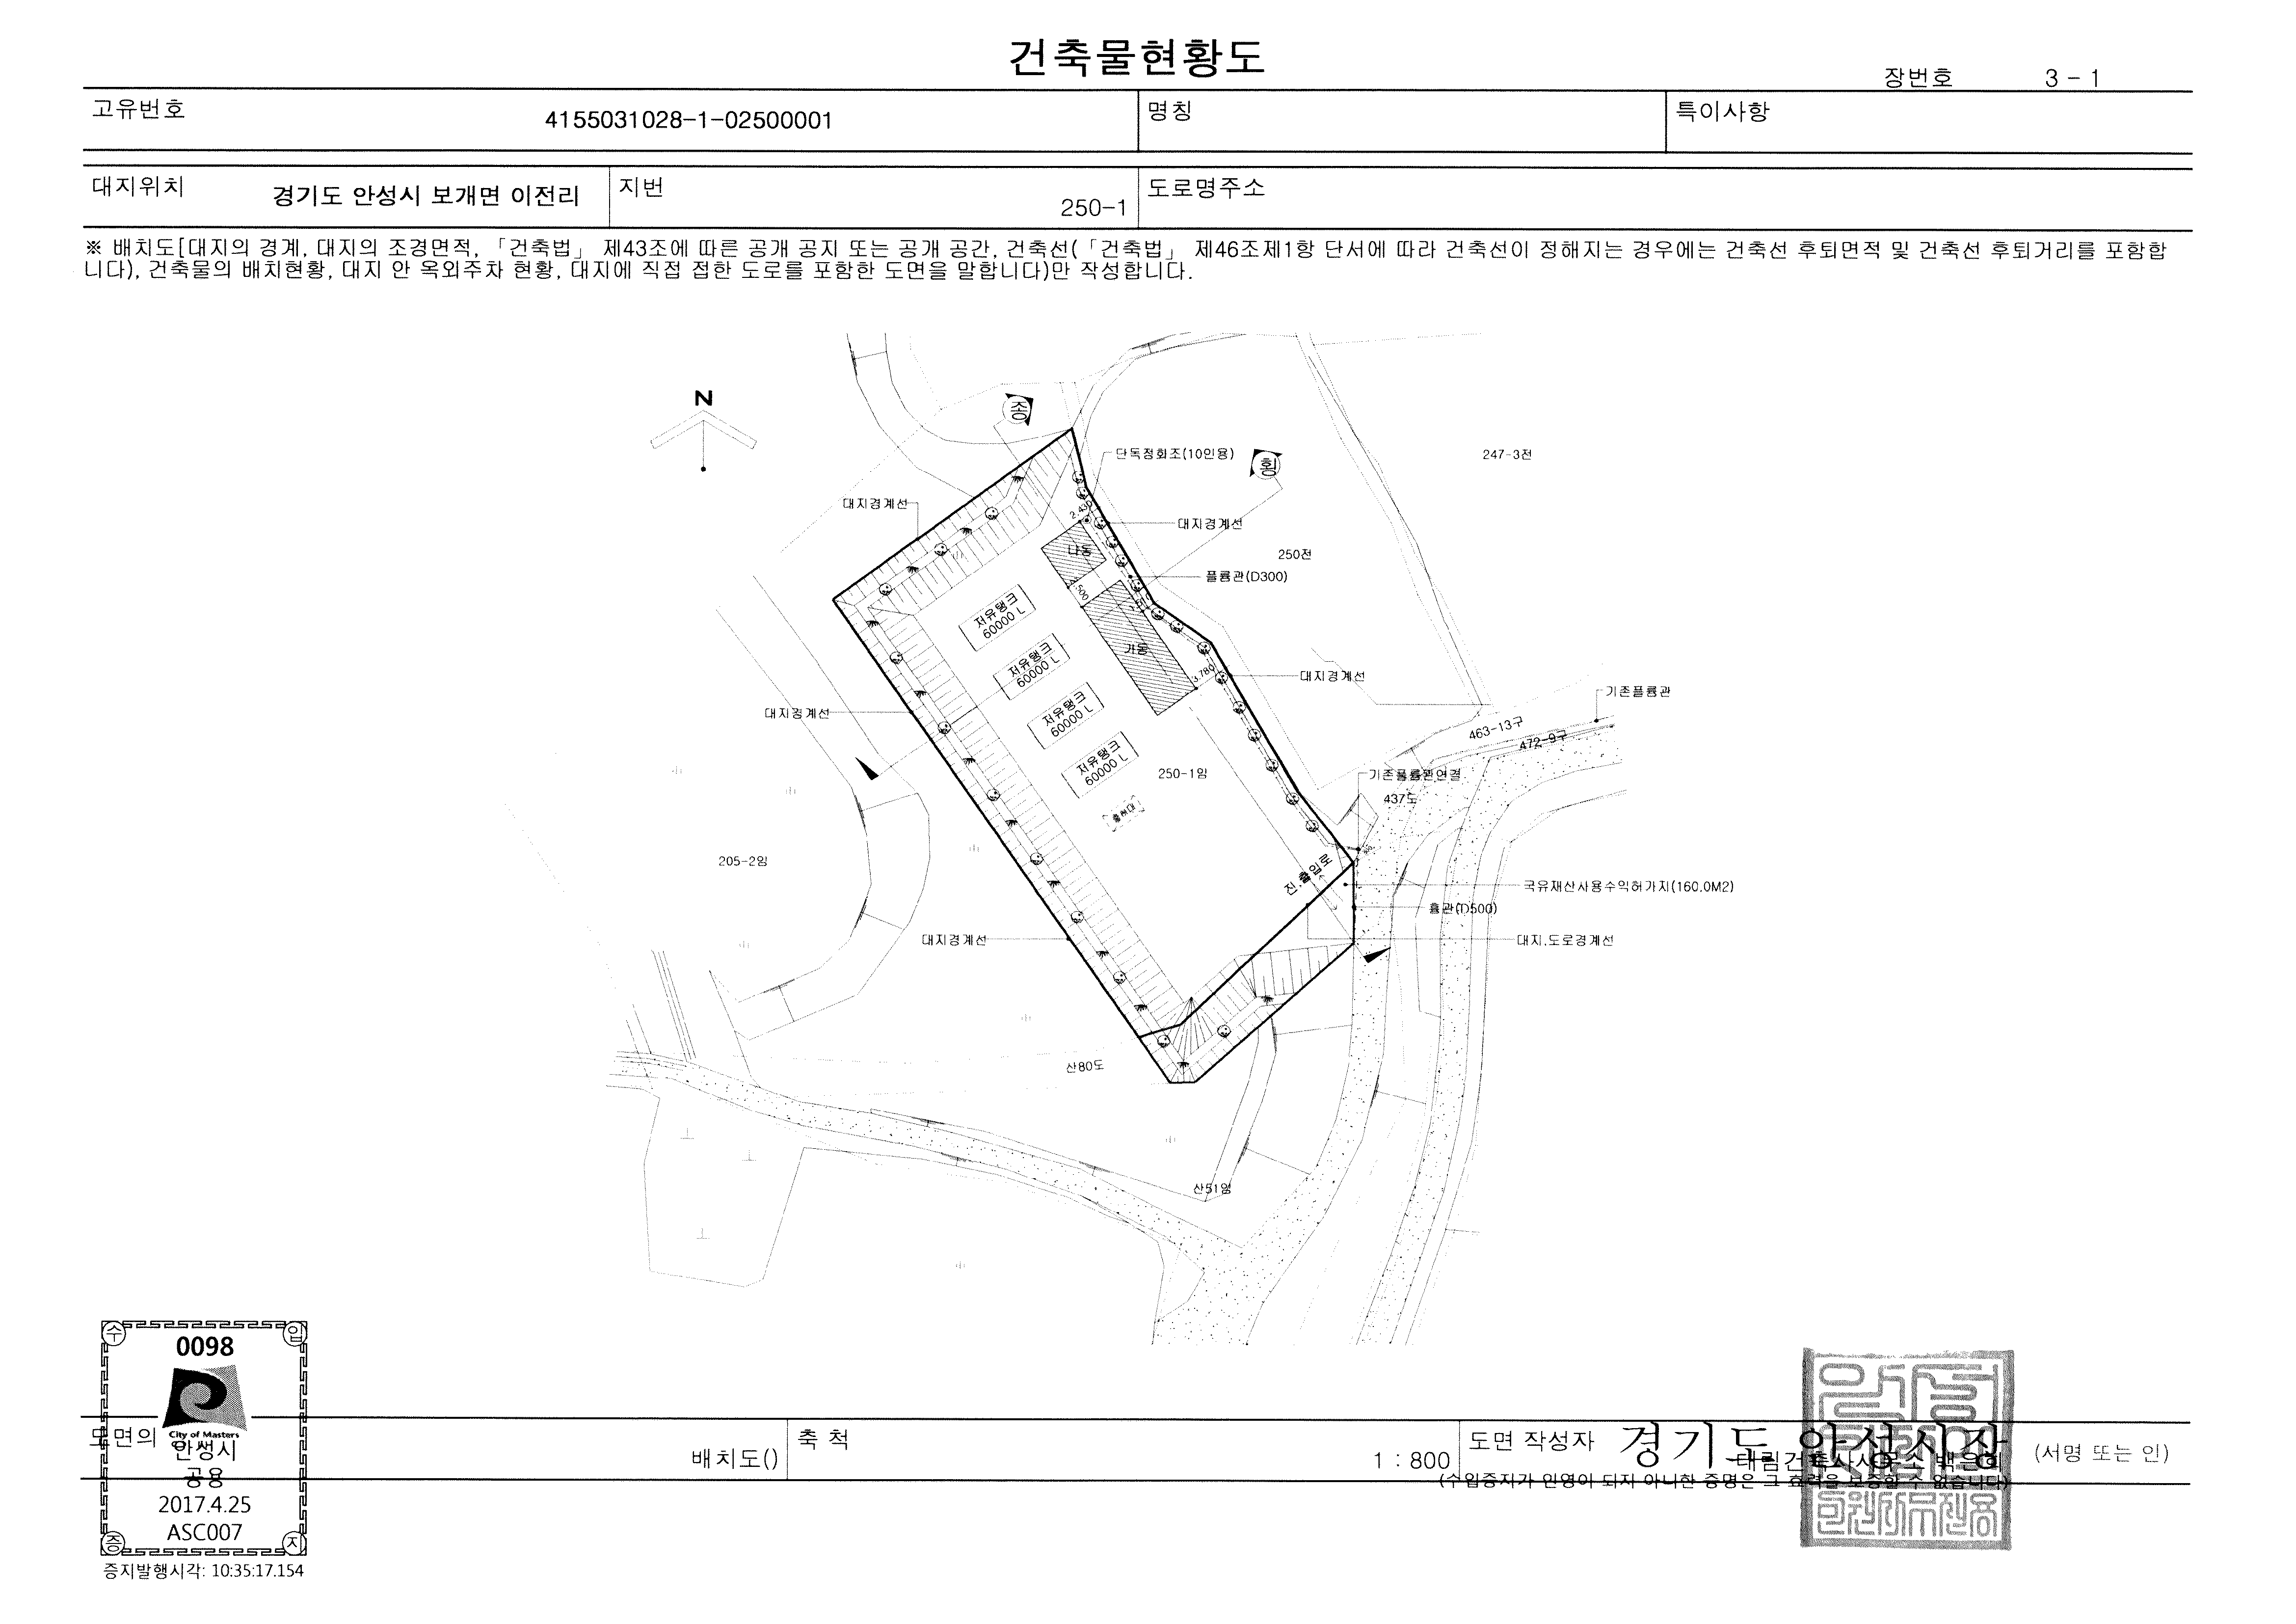 건축물현황도
장번호 3 - 1
고유번호 4155031028-1-02500001 명칭 특이사항
대지위치 경기도 안성시 보개면 이전리 지번 250-1 도로명주소
※ 배치도[대지의 경계, 대지의 조경면적, 「건축법」 제43조에 따른 공개 공지 또는 공개 공간, 건축선(「건축법」 제46조제1항 단서에 따라 건축선이 정해지는 경우에는 건축선 후퇴면적 및 건축선 후퇴거리를 포함합
니다), 건축물의 배치현황, 대지 안 옥외주차 현황, 대지에 직접 접한 도로를 포함한 도면을 말합니다)만 작성합니다.
N
종
단독정화조(10인용)
횡
247-3전
대지경계선
2.430
대지경계선
나동
250전
플륨관(D300)
500
저유탱크
60000 L
가동
저유탱크
60000 L
3.780
대지경계선
기존플륨관
저유탱크
60000 L
대지경계선
463-13구
472-9구
저유탱크
60000 L
250-1임
기존플륨관연결
437도
출하대
205-2임
진.출입로
국유재산사용수익허가지(160.0M2)
흄관(D500)
대지경계선
대지.도로경계선
산80도
산51임
수 입
0098
City of Masters
안성시
공용
2017.4.25
ASC007
증 지
증지발행시각: 10:35:17.154
도면의
배치도()
축 척 1 : 800
도면 작성자 경기도 안성시장
대림건축사사무소 백은희 (서명 또는 인)
(수입증지가 인영이 되지 아니한 증명은 그 효력을 보증할 수 없습니다)